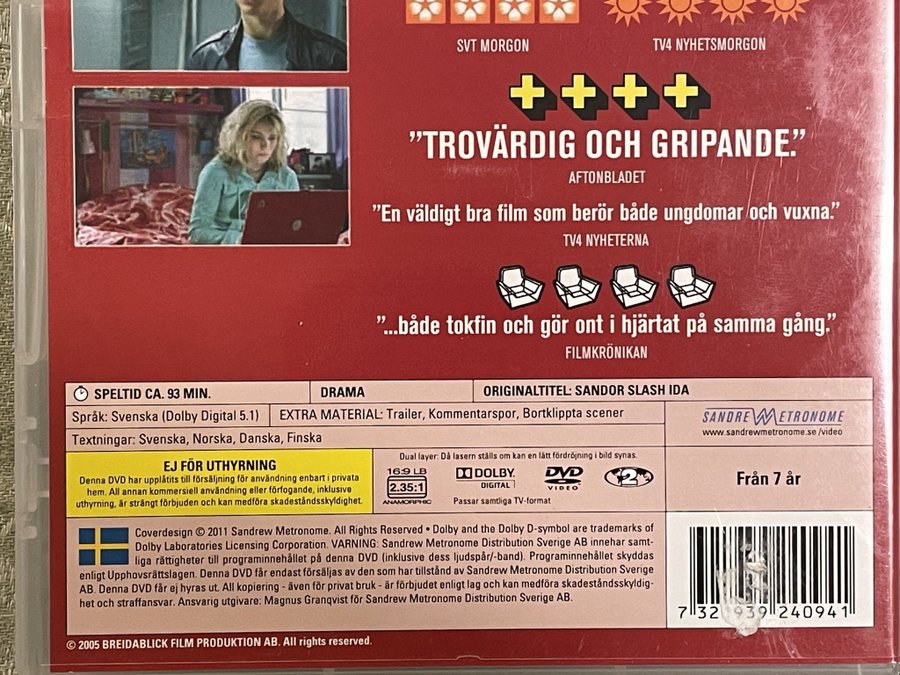 SVT MORGON
TV4 NYHETSMORGON
”TROVÄRDIG OCH GRIPANDE.”
AFTONBLADET
”En väldigt bra film som berör både ungdomar och vuxna.”
TV4 NYHETERNA
”...både tokfin och gör ont i hjärtat på samma gång.”
FILMKRÖNIKAN
SPELTID CA. 93 MIN.
DRAMA
ORIGINALTITEL: SANDOR SLASH IDA
Språk: Svenska (Dolby Digital 5.1)
EXTRA MATERIAL: Trailer, Kommentarspor, Bortklippta scener
Textningar: Svenska, Norska, Danska, Finska
SANDREW METRONOME
www.sandrewmetronome.se/video
EJ FÖR UTHYRNING
Denna DVD har upplåtits till försäljning för användning enbart i privata
hem. All annan kommersiell användning eller förfogande, inklusive
uthyrning, är strängt förbjuden och kan medföra skadeståndsskyldighet.
Dual layer: Då lasern ställs om kan en lätt fördröjning i bild synas.
16:9 LB
2.35:1
ANAMORPHIC
DOLBY
DIGITAL
DVD
VIDEO
2
Passar samtliga TV-format
Från 7 år
Coverdesign © 2011 Sandrew Metronome. All Rights Reserved • Dolby and the Dolby D-symbol are trademarks of
Dolby Laboratories Licensing Corporation. VARNING: Sandrew Metronome Distribution Sverige AB innehar samt-
liga rättigheter till programinnehållet på denna DVD (inklusive dess ljudspår/-band). Programinnehållet skyddas
enligt Upphovsrättslagen. Denna DVD får endast försäljas av den som har tillstånd av Sandrew Metronome Distribution Sverige
AB. Denna DVD får ej hyras ut. All kopiering - även för privat bruk - är förbjudet enligt lag och kan medföra skadeståndsskyldig-
het och straffansvar. Ansvarig utgivare: Magnus Granqvist för Sandrew Metronome Distribution Sverige AB.
7 321939 240941
© 2005 BREIDABLICK FILM PRODUKTION AB. All rights reserved.